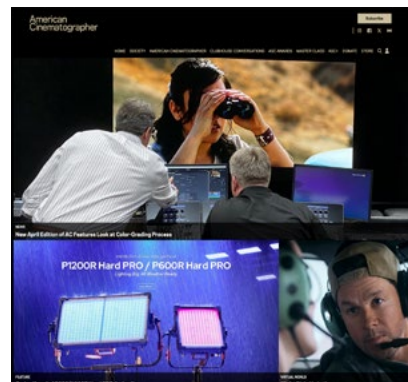 American
Cinematographer
Subscribe
HOME SOCIETY AMERICAN CINEMATOGRAPHER CLUBHOUSE CONVERSATIONS ASC AWARDS MASTER CLASS ASC+ DONATE STORE
NEWS
New April Edition of AC Features Look at Color-Grading Process
P1200R Hard PRO / P600R Hard PRO
FEATURE
VIRTUAL WORLD